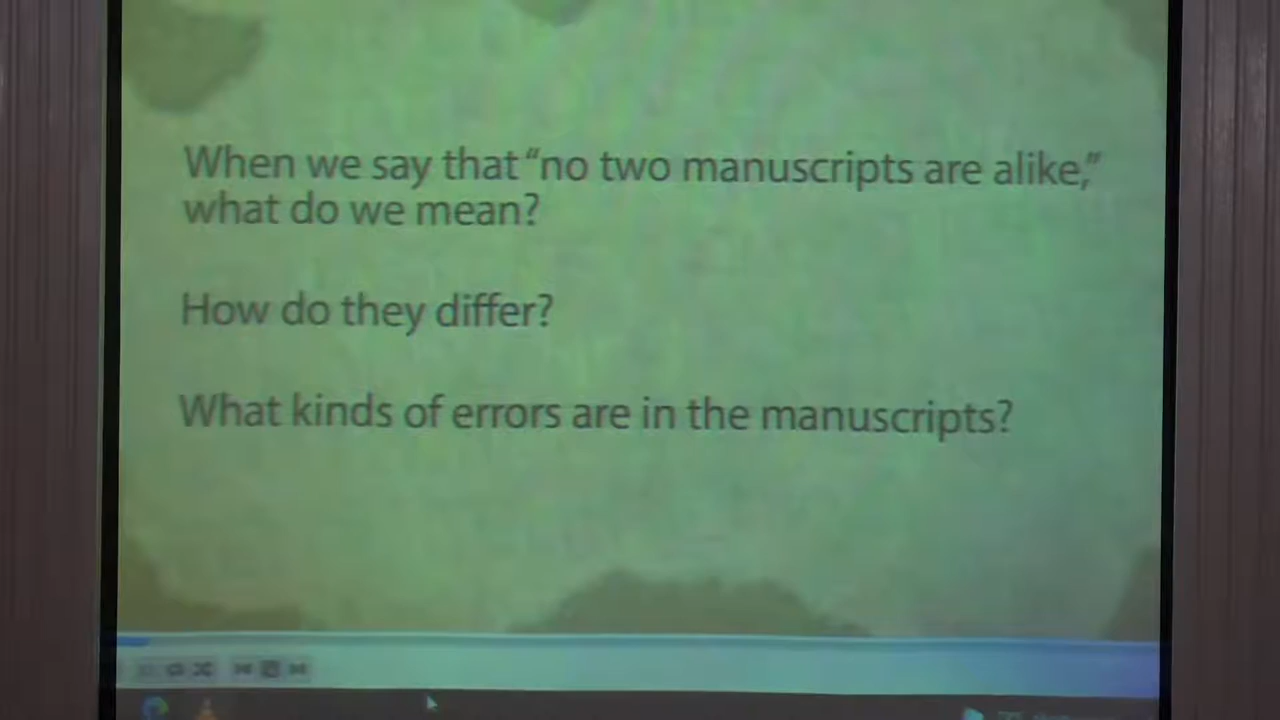 When we say that “no two manuscripts are alike,”
what do we mean?
How do they differ?
What kinds of errors are in the manuscripts?